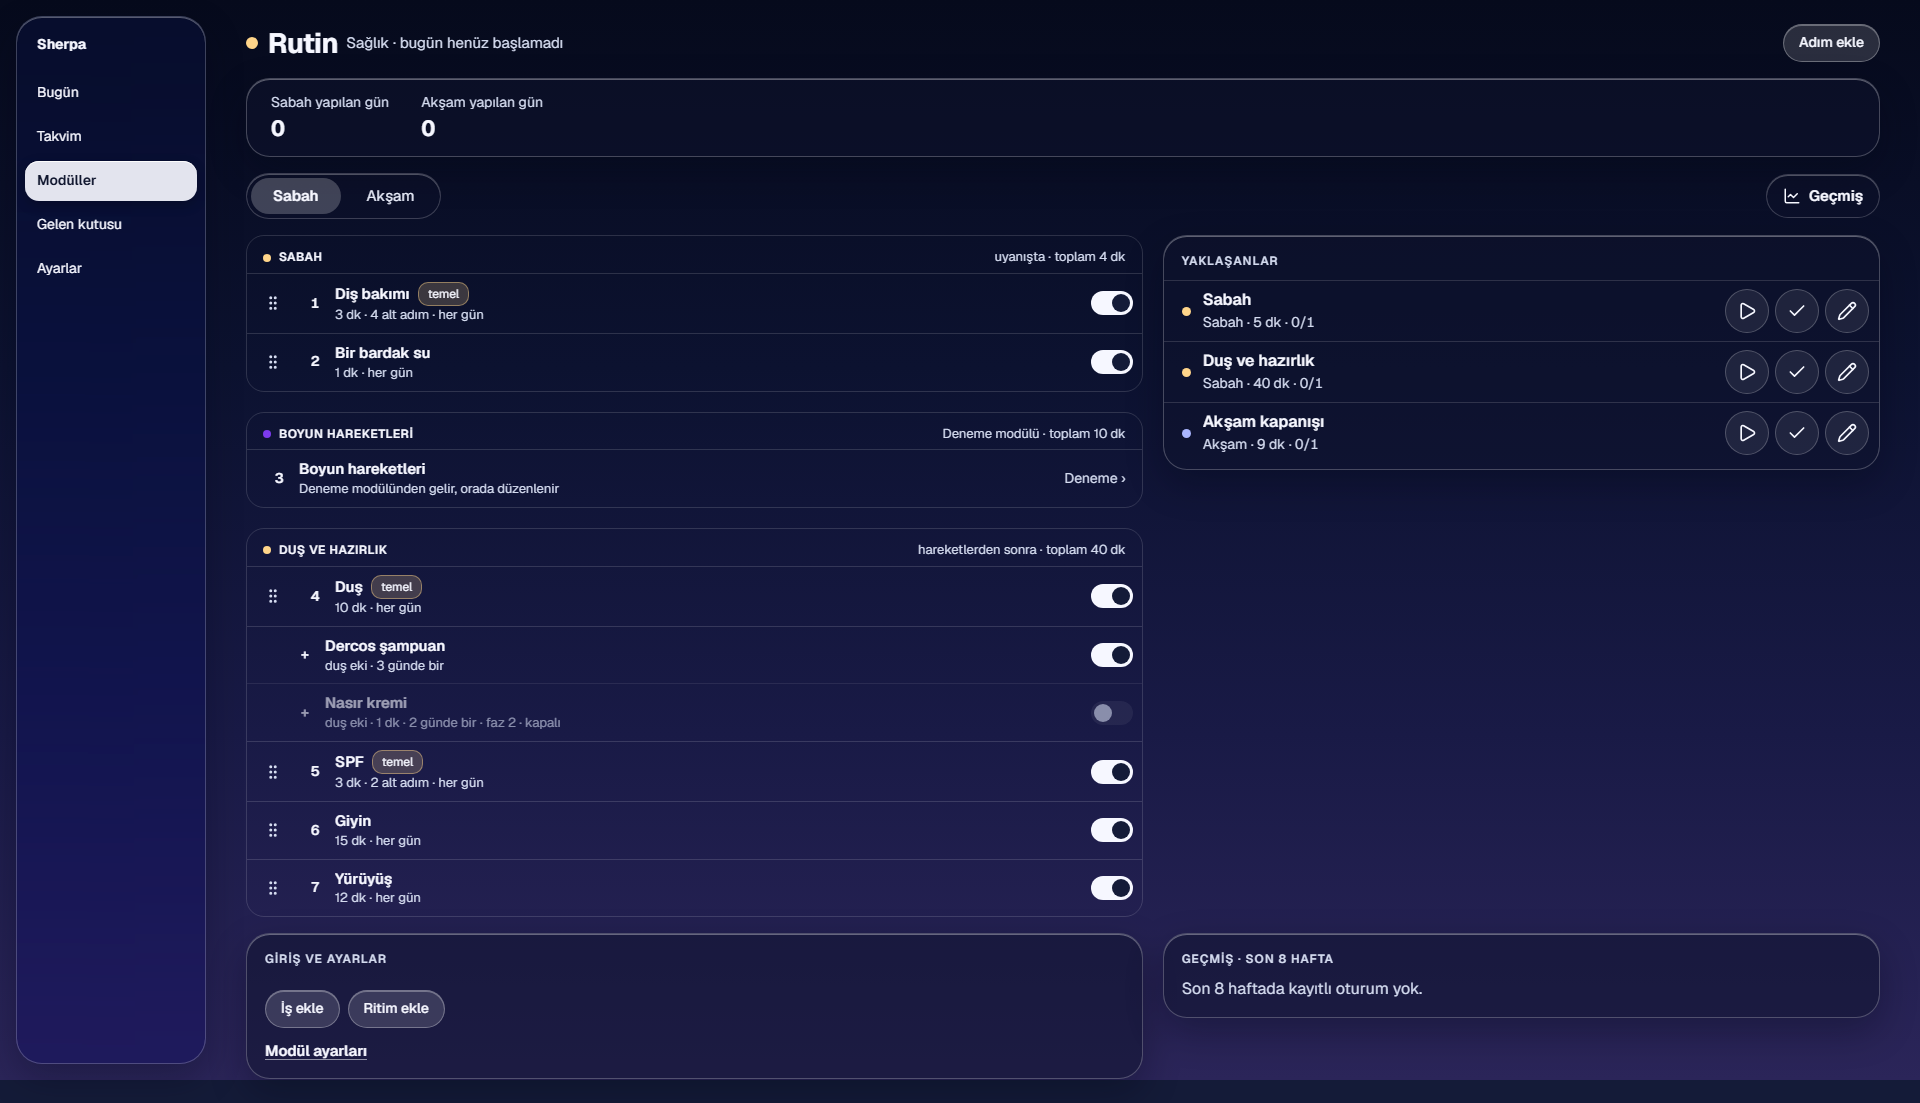 Sherpa
Bugün
Takvim
Modüller
Gelen kutusu
Ayarlar
Rutin Sağlık · bugün henüz başlamadı
Adım ekle
Sabah yapılan gün
0
Akşam yapılan gün
0
Sabah
Akşam
Geçmiş
SABAH
uyanışta · toplam 4 dk
1
Diş bakımı temel
3 dk · 4 alt adım · her gün
2
Bir bardak su
1 dk · her gün
BOYUN HAREKETLERİ
Deneme modülü · toplam 10 dk
3
Boyun hareketleri
Deneme modülünden gelir, orada düzenlenir
Deneme ›
DUŞ VE HAZIRLIK
hareketlerden sonra · toplam 40 dk
4
Duş temel
10 dk · her gün
+
Dercos şampuan
duş eki · 3 günde bir
+
Nasır kremi
duş eki · 1 dk · 2 günde bir · faz 2 · kapalı
5
SPF temel
3 dk · 2 alt adım · her gün
6
Giyin
15 dk · her gün
7
Yürüyüş
12 dk · her gün
YAKLAŞANLAR
Sabah
Sabah · 5 dk · 0/1
Duş ve hazırlık
Sabah · 40 dk · 0/1
Akşam kapanışı
Akşam · 9 dk · 0/1
GİRİŞ VE AYARLAR
İş ekle
Ritim ekle
Modül ayarları
GEÇMİŞ · SON 8 HAFTA
Son 8 haftada kayıtlı oturum yok.